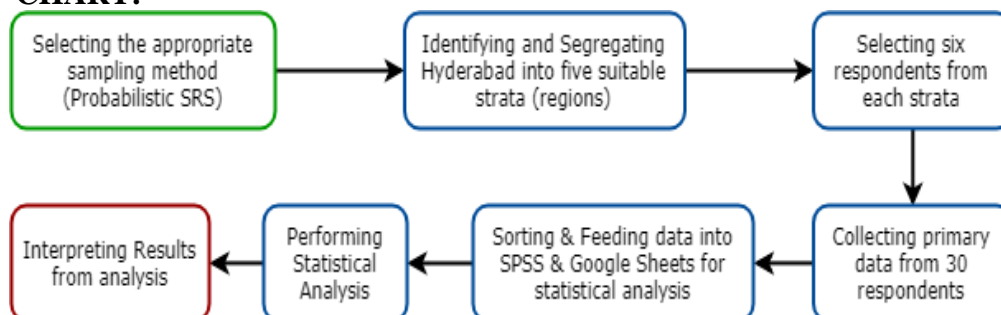 CHART:
Selecting the appropriate
sampling method
(Probabilistic SRS)
Identifying and Segregating
Hyderabad into five suitable
strata (regions)
Selecting six
respondents from
each strata
Collecting primary
data from 30
respondents
Sorting & Feeding data into
SPSS & Google Sheets for
statistical analysis
Performing
Statistical
Analysis
Interpreting Results
from analysis